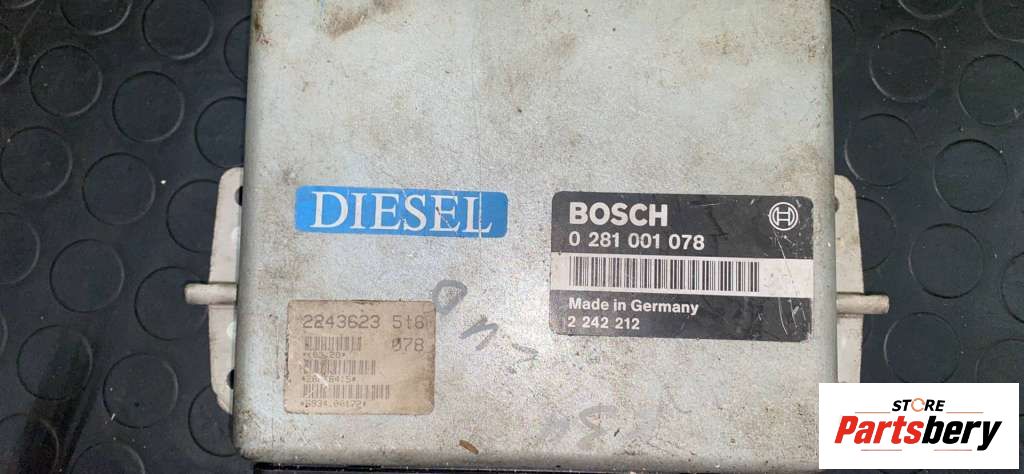 DIESEL
BOSCH
0 281 001 078
Made in Germany
2 242 212
2243623 5t6
078
STORE
Partsbery